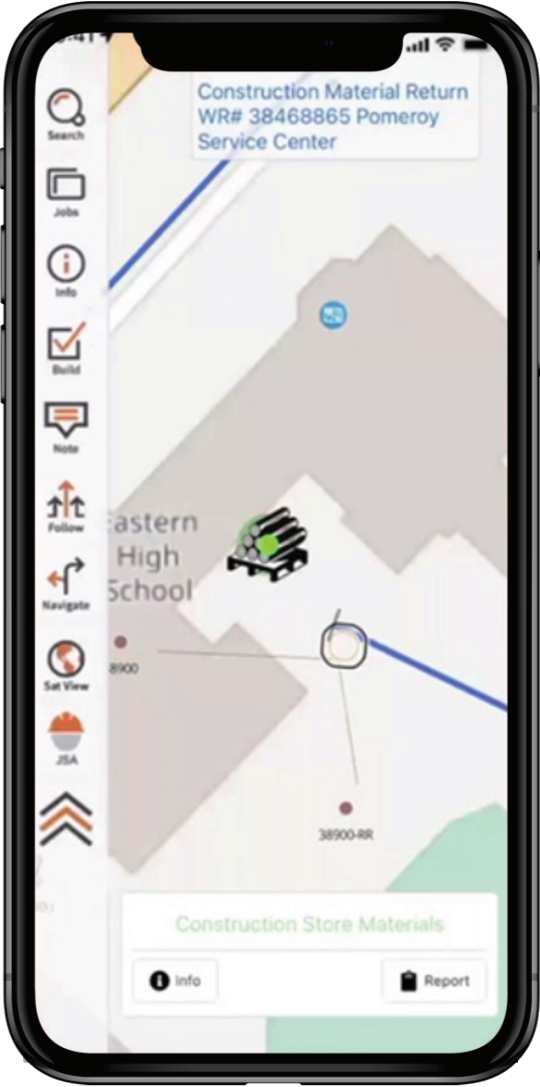 Construction Material Return
WR# 38468865 Pomeroy
Service Center
Search
Jobs
Info
Build
Note
Follow
Navigate
Sat View
JSA
Eastern
High
School
8900
38900-RR
Construction Store Materials
Info
Report